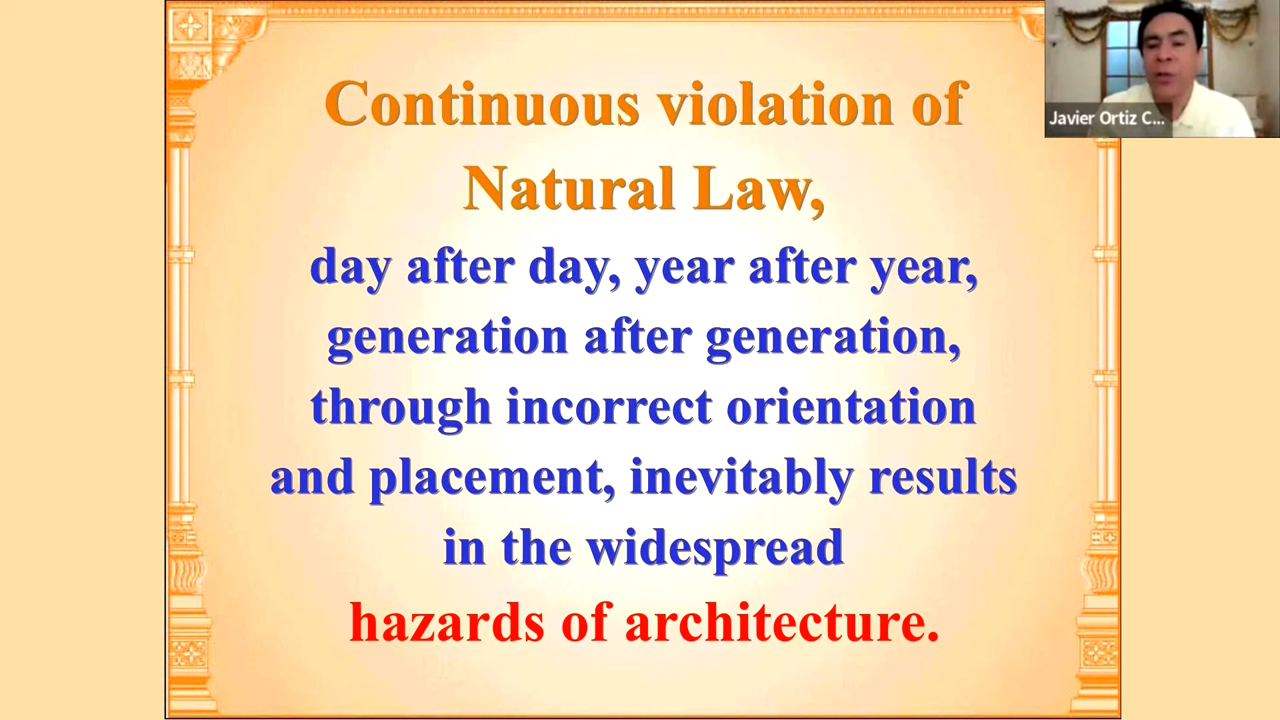 Continuous violation of
Natural Law,
day after day, year after year,
generation after generation,
through incorrect orientation
and placement, inevitably results
in the widespread
hazards of architecture.
Javier Ortiz C...